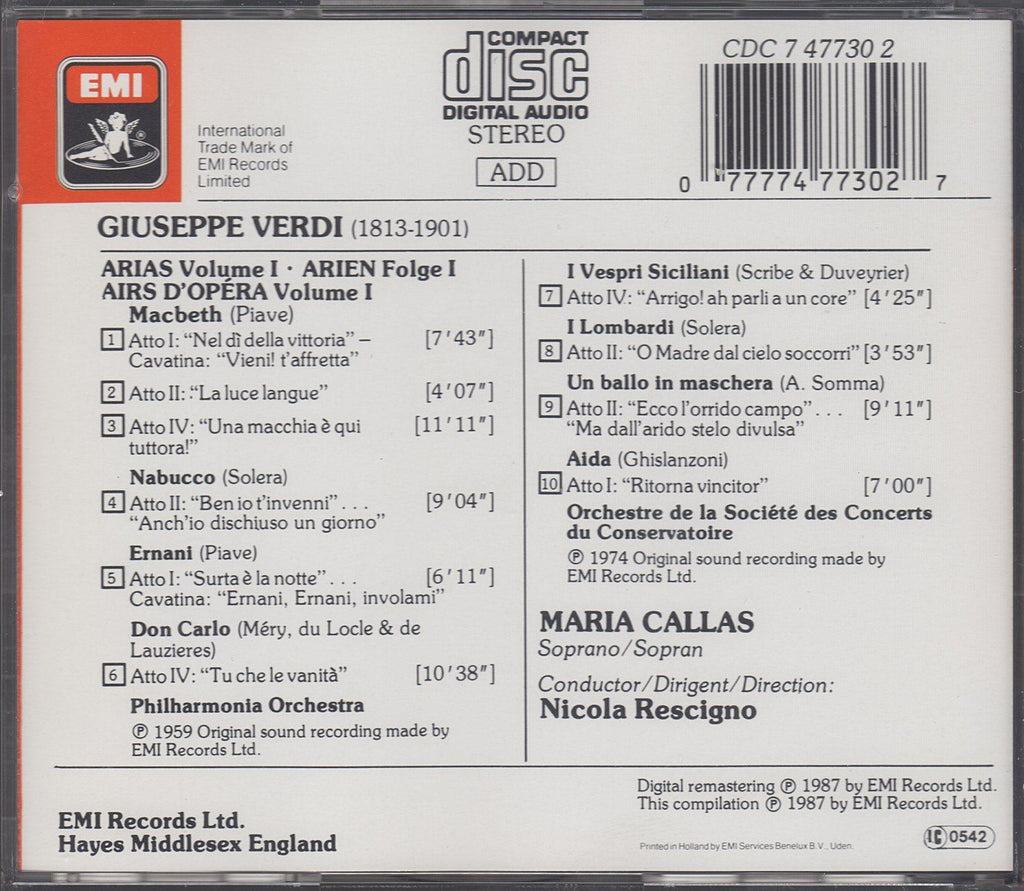 EMI
®
International
Trade Mark of
EMI Records
Limited
COMPACT
disc
DIGITAL AUDIO
STEREO
ADD
CDC 7 47730 2
0 77774 77302 7
GIUSEPPE VERDI (1813-1901)
ARIAS Volume I · ARIEN Folge I
AIRS D'OPÉRA Volume I
Macbeth (Piave)
1 Atto I: “Nel dì della vittoria” – [7'43"]
Cavatina: “Vieni! t'affretta”
2 Atto II: “La luce langue” [4'07"]
3 Atto IV: “Una macchia è qui [11'11"]
tuttora!”
Nabucco (Solera)
4 Atto II: “Ben io t'invenni”... [9'04"]
“Anch'io dischiuso un giorno”
Ernani (Piave)
5 Atto I: “Surta è la notte”... [6'11"]
Cavatina: “Ernani, Ernani, involami”
Don Carlo (Méry, du Locle & de
Lauzieres)
6 Atto IV: “Tu che le vanità” [10'38"]
Philharmonia Orchestra
℗ 1959 Original sound recording made by
EMI Records Ltd.
I Vespri Siciliani (Scribe & Duveyrier)
7 Atto IV: “Arrigo! ah parli a un core” [4'25"]
I Lombardi (Solera)
8 Atto II: “O Madre dal cielo soccorri” [3'53"]
Un ballo in maschera (A. Somma)
9 Atto II: “Ecco l'orrido campo”... [9'11"]
“Ma dall'arido stelo divulsa”
Aida (Ghislanzoni)
10 Atto I: “Ritorna vincitor” [7'00"]
Orchestre de la Société des Concerts
du Conservatoire
℗ 1974 Original sound recording made by
EMI Records Ltd.
MARIA CALLAS
Soprano/Sopran
Conductor/Dirigent/Direction:
Nicola Rescigno
Digital remastering ℗ 1987 by EMI Records Ltd.
This compilation ℗ 1987 by EMI Records Ltd.
EMI Records Ltd.
Hayes Middlesex England
Printed in Holland by EMI Services Benelux B.V., Uden.
IC 0542